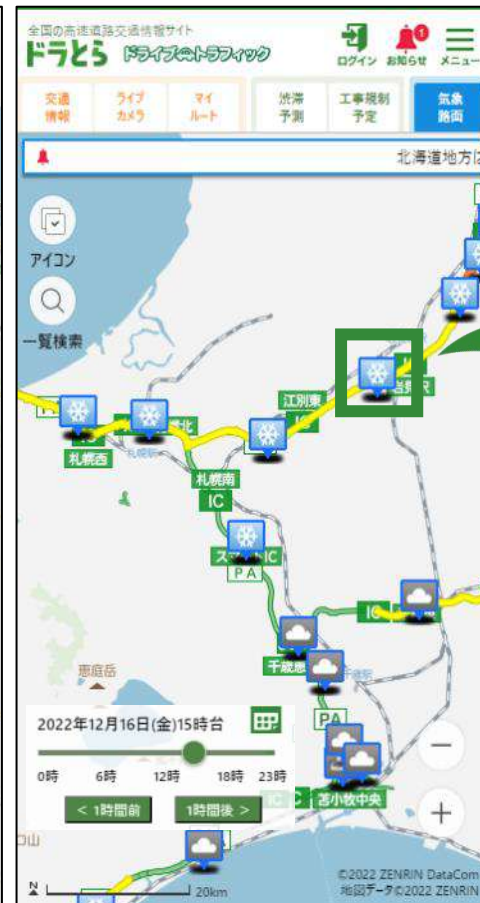 全国の高速道路交通情報サイト
ドラとら ドライブ&トラフィック
ログイン
お知らせ
1
メニュー
交通
情報
ライブ
カメラ
マイ
ルート
渋滞
予測
工事規制
予定
気象
路面
北海道地方に
アイコン
一覧検索
江別東
IC
札幌西
札幌南
IC
PA
IC
PA
恵庭岳
2022年12月16日(金)15時台
0時 6時 12時 18時 23時
< 1時間前
1時間後 >
苫小牧中央
N
20km
©2022 ZENRIN DataCom
地図データ©2022 ZENRIN